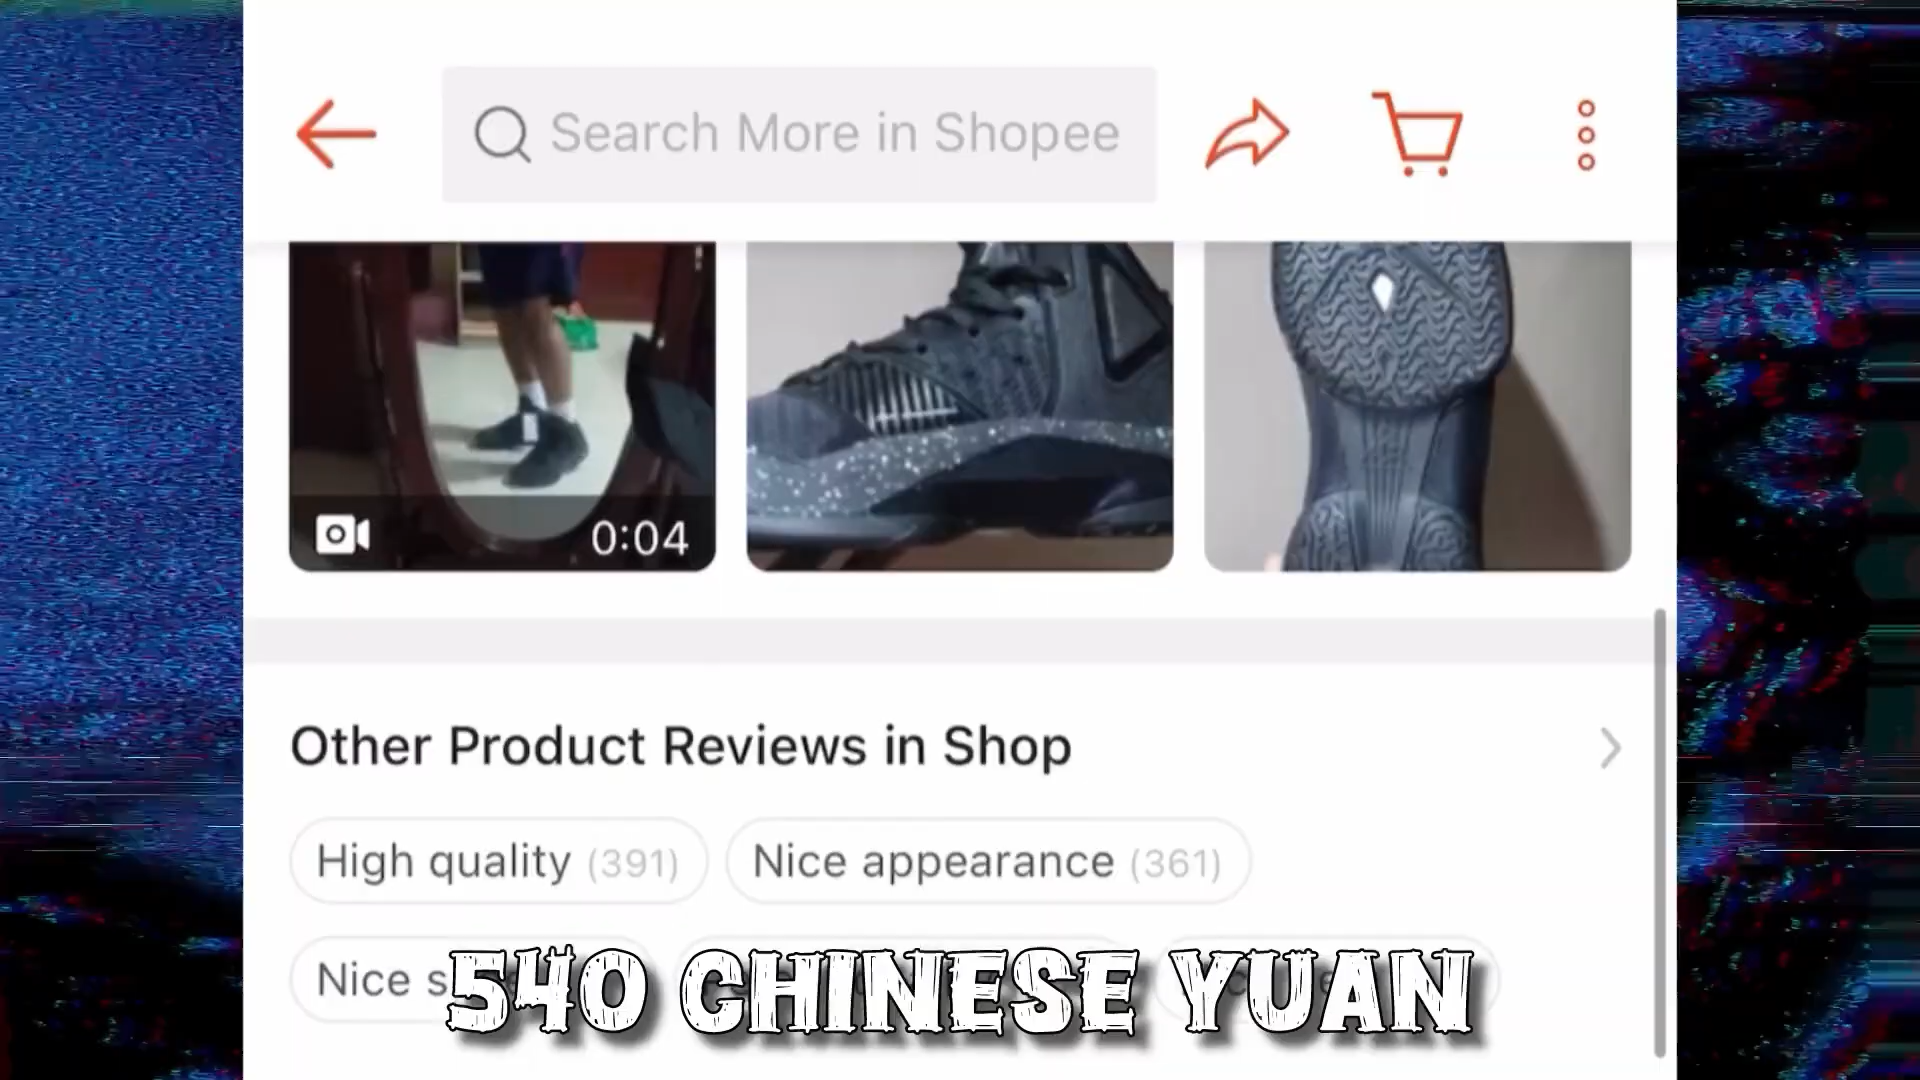 Search More in Shopee
0:04
Other Product Reviews in Shop
High quality (391)
Nice appearance (361)
Nice
540 CHINESE YUAN